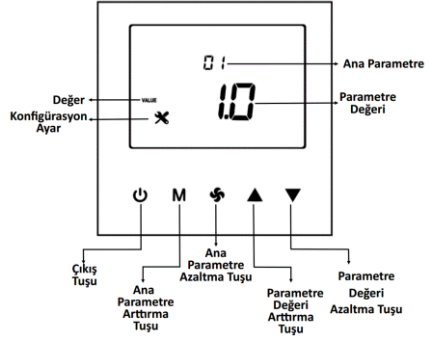 01
Ana Parametre
1.0
Parametre
Değeri
Değer
VALUE
Konfigürasyon
Ayar
M
Çıkış
Tuşu
Ana
Parametre
Arttırma
Tuşu
Ana
Parametre
Azaltma Tuşu
Parametre
Değeri
Arttırma
Tuşu
Parametre
Değeri
Azaltma Tuşu